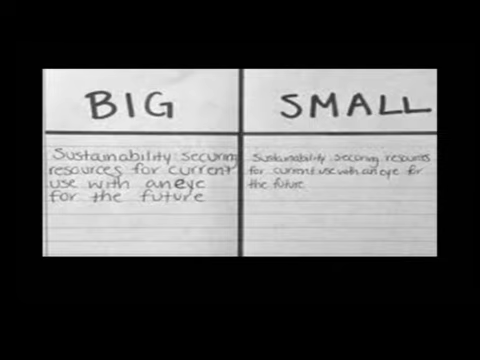 BIG
SMALL
Sustainability: securing
resources for current
use with an eye
for the future
Sustainability: securing resources
for current use with an eye for
the future